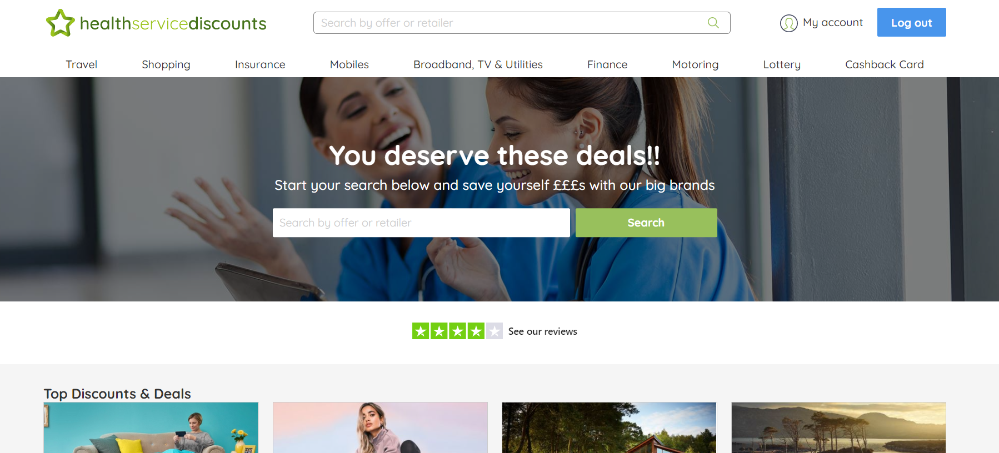 healthservicediscounts
Search by offer or retailer
My account
Log out
Travel
Shopping
Insurance
Mobiles
Broadband, TV & Utilities
Finance
Motoring
Lottery
Cashback Card
You deserve these deals!!
Start your search below and save yourself £££s with our big brands
Search by offer or retailer
Search
See our reviews
Top Discounts & Deals